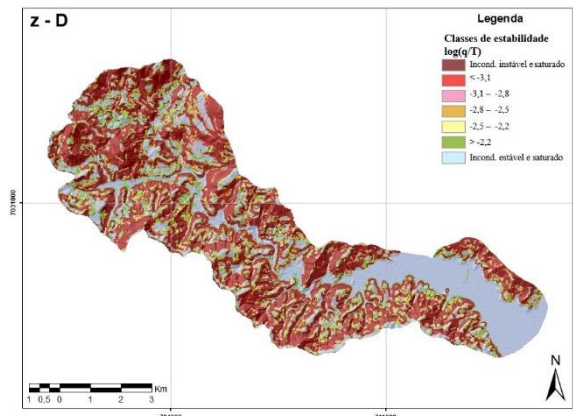 z - D
Legenda
Classes de estabilidade
log(q/T)
Incond. instável e saturado
< -3,1
-3,1 – -2,8
-2,8 – -2,5
-2,5 – -2,2
> -2,2
Incond. estável e saturado
7031000
N
Km
1 0,5 0 1 2 3